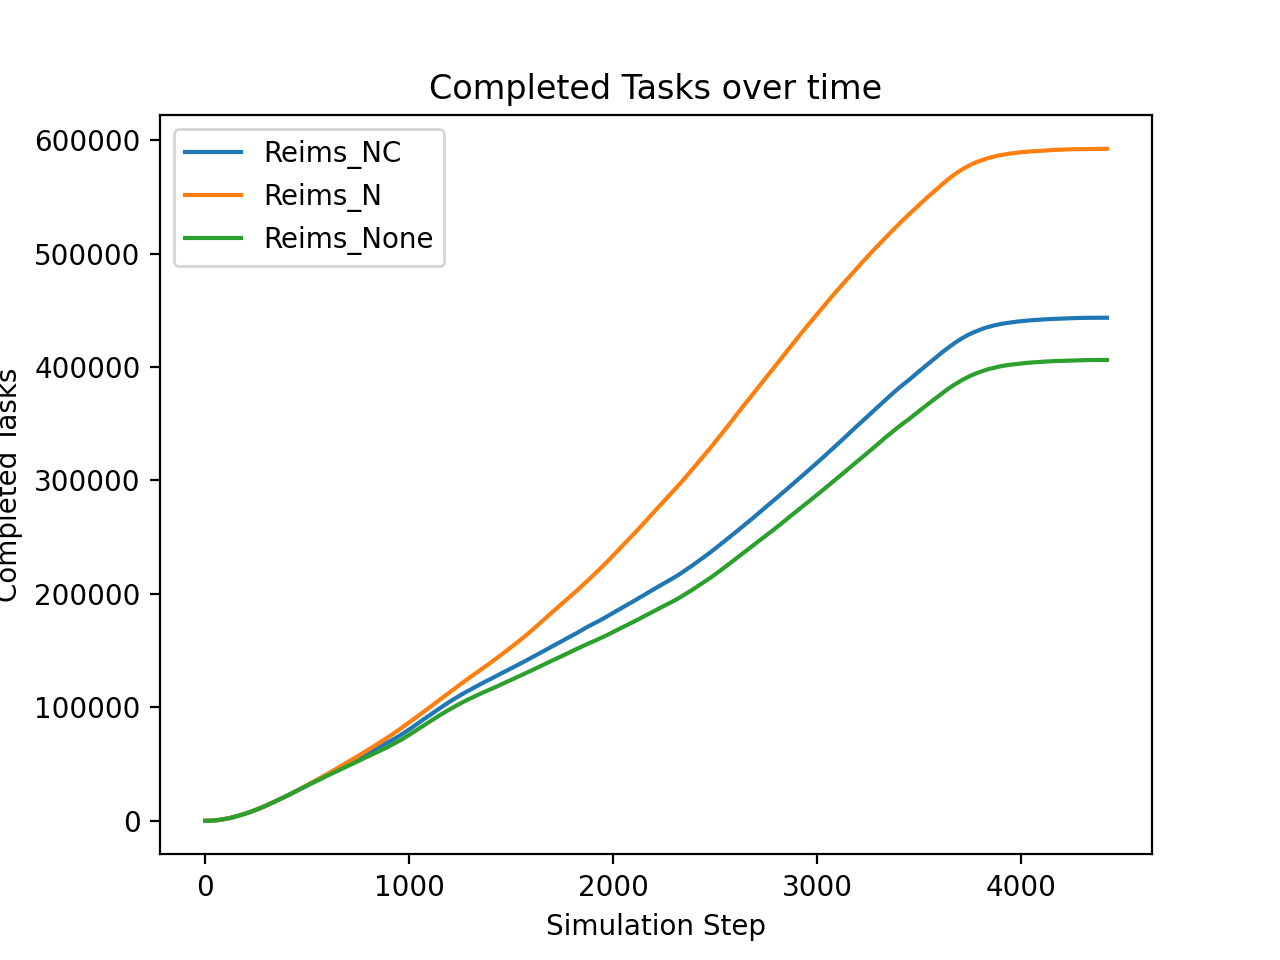 Completed Tasks over time
Reims_NC
Reims_N
Reims_None
600000
500000
400000
300000
200000
100000
0
Completed Tasks
0 1000 2000 3000 4000
Simulation Step